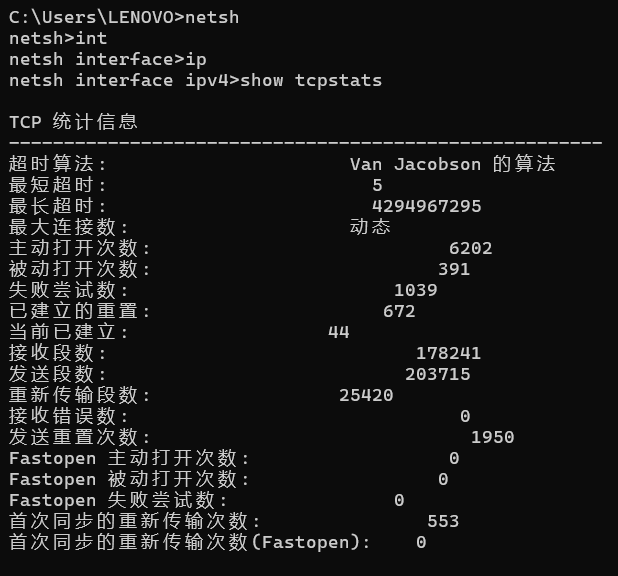 C:\Users\LENOVO>netsh
netsh>int
netsh interface>ip
netsh interface ipv4>show tcpstats
TCP 统计信息
------------------------------------------------------
超时算法: Van Jacobson 的算法
最短超时: 5
最长超时: 4294967295
最大连接数: 动态
主动打开次数: 6202
被动打开次数: 391
失败尝试数: 1039
已建立的重置: 672
当前已建立: 44
接收段数: 178241
发送段数: 203715
重新传输段数: 25420
接收错误数: 0
发送重置次数: 1950
Fastopen 主动打开次数: 0
Fastopen 被动打开次数: 0
Fastopen 失败尝试数: 0
首次同步的重新传输次数: 553
首次同步的重新传输次数(Fastopen): 0